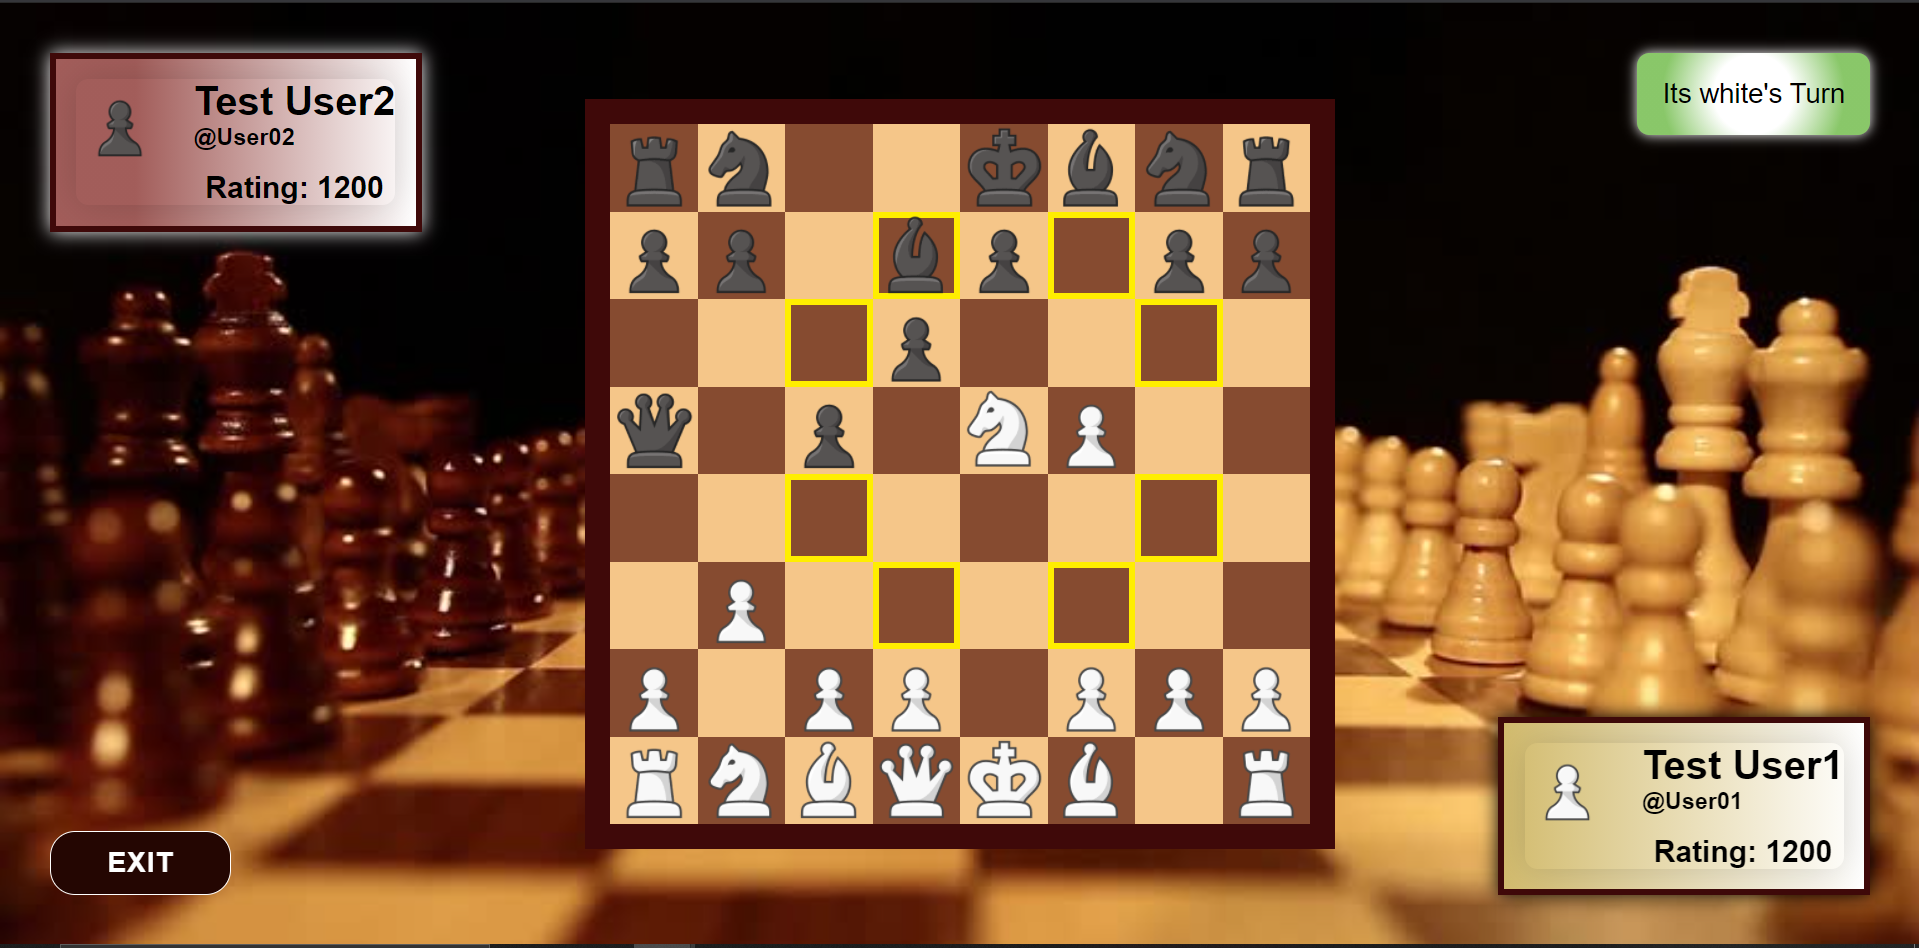 Test User2
@User02
Rating: 1200
Its white's Turn
Test User1
@User01
Rating: 1200
EXIT